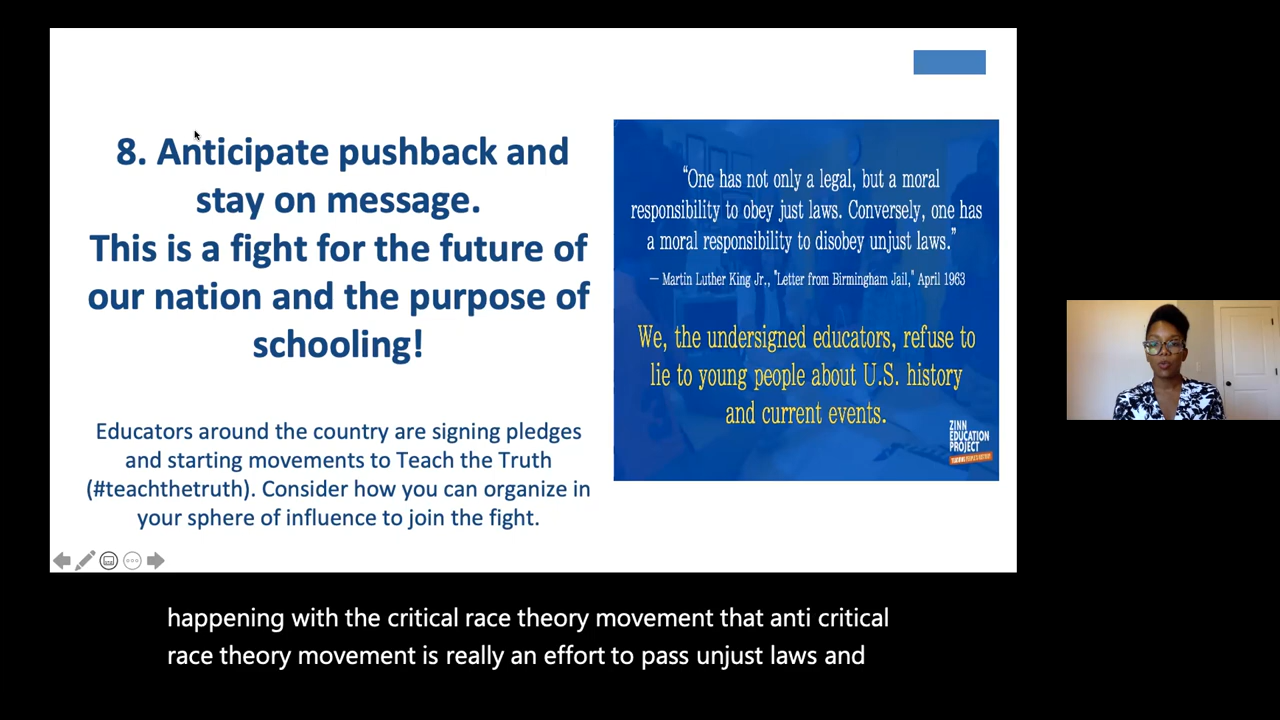 8. Anticipate pushback and
stay on message.
This is a fight for the future of
our nation and the purpose of
schooling!
Educators around the country are signing pledges
and starting movements to Teach the Truth
(#teachthetruth). Consider how you can organize in
your sphere of influence to join the fight.
“One has not only a legal, but a moral
responsibility to obey just laws. Conversely, one has
a moral responsibility to disobey unjust laws.”
— Martin Luther King Jr., "Letter from Birmingham Jail," April 1963
We, the undersigned educators, refuse to
lie to young people about U.S. history
and current events.
ZINN
EDUCATION
PROJECT
happening with the critical race theory movement that anti critical
race theory movement is really an effort to pass unjust laws and